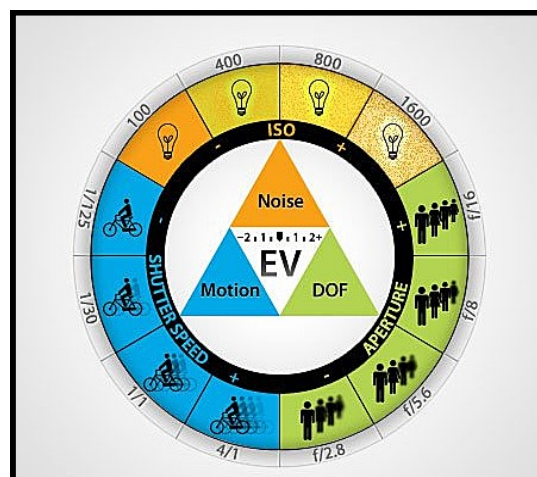 400
800
100
1600
ISO
-
+
1/125
f/16
-
+
Noise
-2 1 1 2+
EV
Motion
DOF
1/30
f/8
SHUTTER SPEED
APERTURE
+
-
1/1
f/5.6
4/1
f/2.8